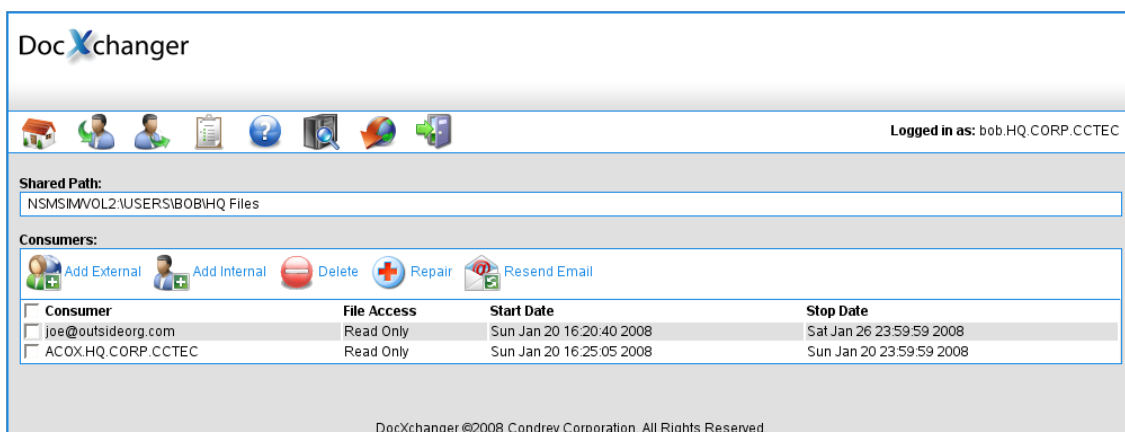 DocXchanger
Logged in as: bob.HQ.CORP.CCTEC
Shared Path:
NSMSIM/VOL2:\USERS\BOB\HQ Files
Consumers:
Add External Add Internal Delete Repair Resend Email
Consumer File Access Start Date Stop Date
joe@outsideorg.com Read Only Sun Jan 20 16:20:40 2008 Sat Jan 26 23:59:59 2008
ACOX.HQ.CORP.CCTEC Read Only Sun Jan 20 16:25:05 2008 Sun Jan 20 23:59:59 2008
DocXchanger ©2008 Condrey Corporation. All Rights Reserved